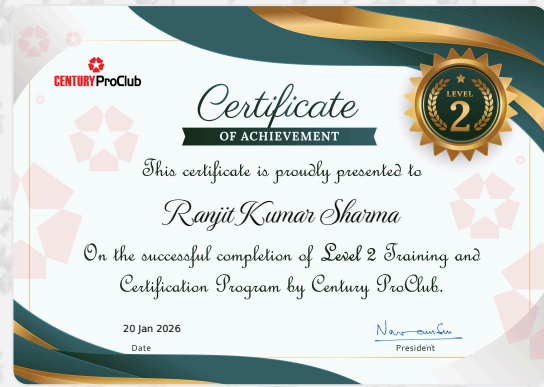 CENTURY ProClub
LEVEL
2
Certificate
OF ACHIEVEMENT
This certificate is proudly presented to
Ranjit Kumar Sharma
On the successful completion of Level 2 Training and
Certification Program by Century ProClub.
20 Jan 2026
Date
President